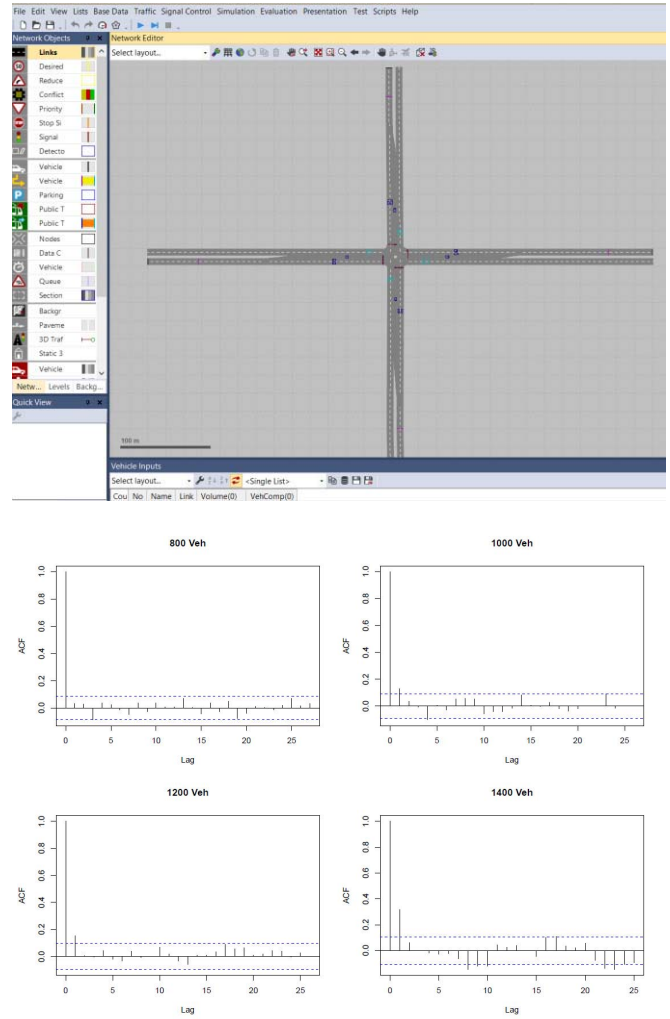 File Edit View Lists Base Data Traffic Signal Control Simulation Evaluation Presentation Test Scripts Help
Network Objects
Network Editor
Links
Select layout...
Desired
Reduce
Conflict
Priority
Stop Si
Signal
Detecto
Vehicle
Vehicle
Parking
Public T
Public T
Nodes
Data C
Vehicle
Queue
Section
Backgr
Paveme
3D Traf
Static 3
Vehicle
Netw... Levels Backg...
Quick View
100 m
Vehicle Inputs
Select layout... <Single List>
Cou No Name Link Volume(0) VehComp(0)
800 Veh
ACF
0.0 0.2 0.4 0.6 0.8 1.0
0 5 10 15 20 25
Lag
1000 Veh
ACF
0.0 0.2 0.4 0.6 0.8 1.0
0 5 10 15 20 25
Lag
1200 Veh
ACF
0.0 0.2 0.4 0.6 0.8 1.0
0 5 10 15 20 25
Lag
1400 Veh
ACF
0.0 0.2 0.4 0.6 0.8 1.0
0 5 10 15 20 25
Lag